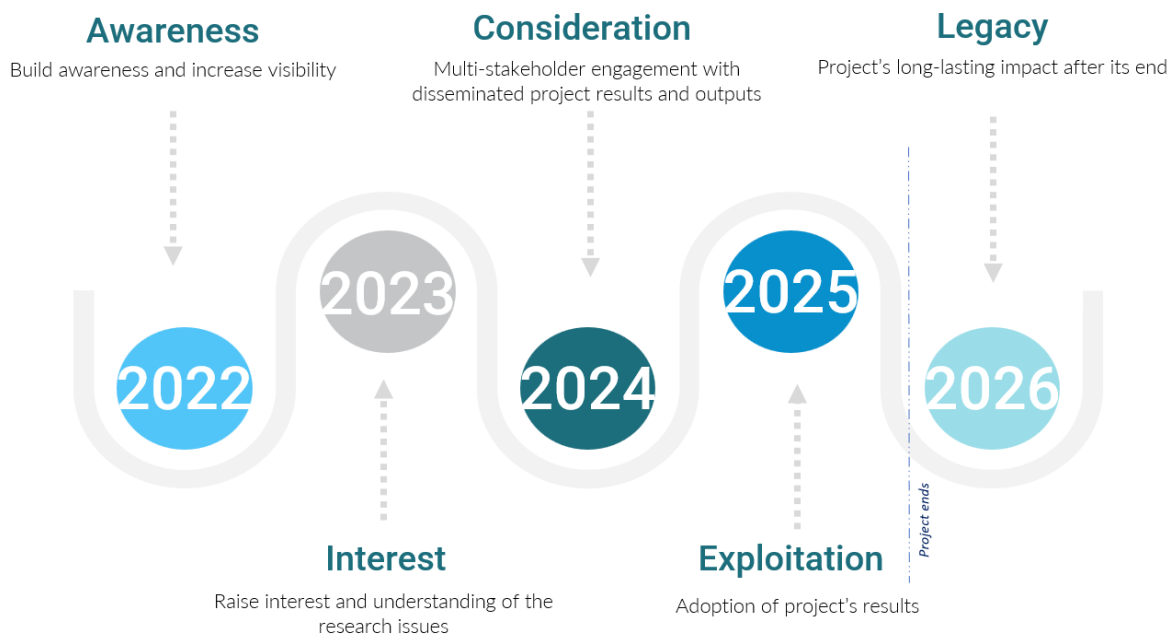 Awareness
Build awareness and increase visibility
Consideration
Multi-stakeholder engagement with
disseminated project results and outputs
Legacy
Project's long-lasting impact after its end
2022
2023
2024
2025
2026
Project ends
Interest
Raise interest and understanding of the
research issues
Exploitation
Adoption of project's results